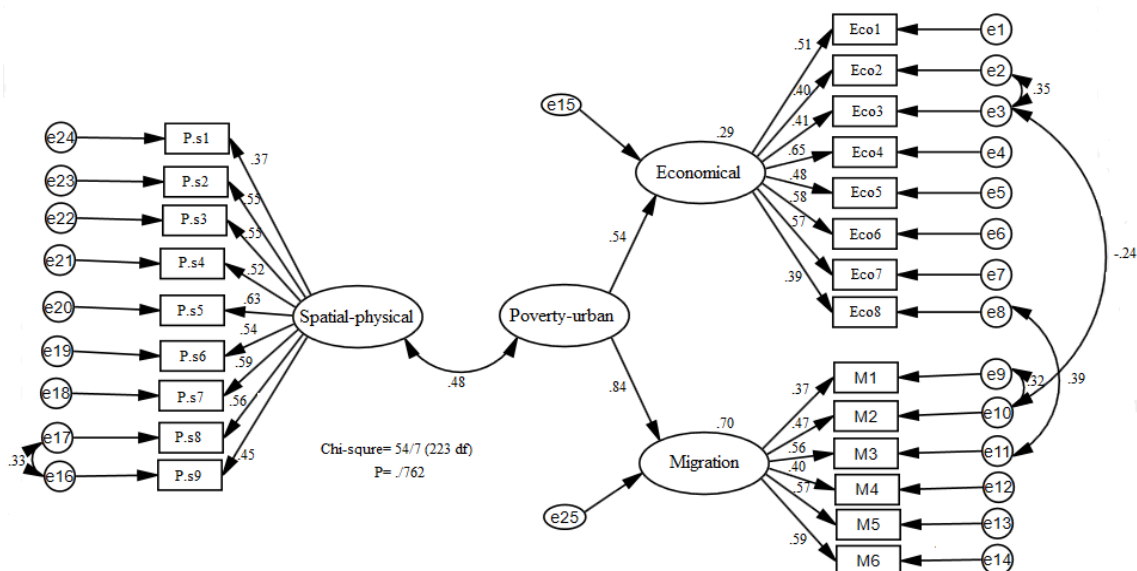 e24
P.s1
.37
e23
P.s2
.55
e22
P.s3
.55
e21
P.s4
.52
e20
P.s5
.63
e19
P.s6
.54
e18
P.s7
.59
e17
P.s8
.56
e16
P.s9
.45
.33
Spatial-physical
.48
Poverty-urban
Chi-squre= 54/7 (223 df)
P= ./762
.54
.84
e15
.29
Economical
.51
Eco1
e1
.40
Eco2
e2
.35
.41
Eco3
e3
.65
Eco4
e4
.48
Eco5
e5
.58
Eco6
e6
-.24
.57
Eco7
e7
.39
Eco8
e8
e25
.70
Migration
.37
M1
e9
.32
.39
.47
M2
e10
.56
M3
e11
.40
M4
e12
.57
M5
e13
.59
M6
e14